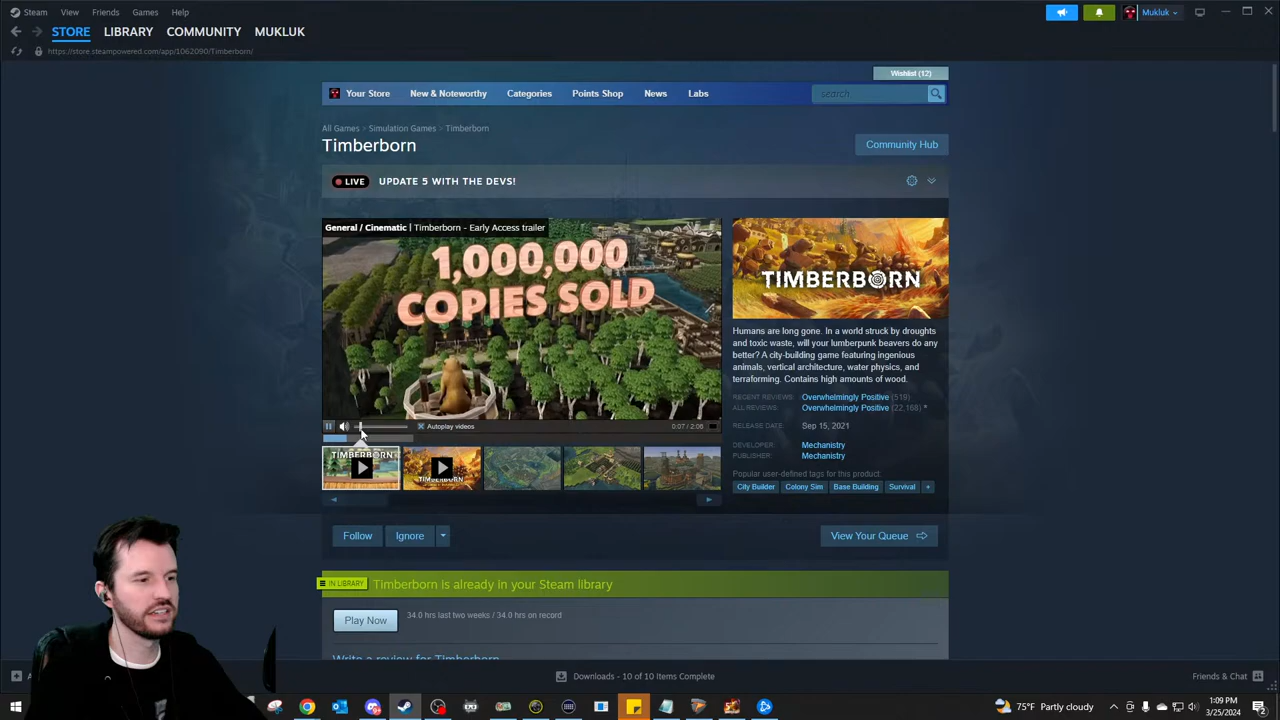 Steam View Friends Games Help
Mukluk
STORE LIBRARY COMMUNITY MUKLUK
https://store.steampowered.com/app/1062090/Timberborn/
Wishlist (12)
Your Store New & Noteworthy Categories Points Shop News Labs search
All Games > Simulation Games > Timberborn
Timberborn
Community Hub
LIVE UPDATE 5 WITH THE DEVS!
General / Cinematic | Timberborn - Early Access trailer
1,000,000
COPIES SOLD
Autoplay videos 0:07 / 2:08
TIMBERBORN
TIMBERBORN
TIMBERBORN
Humans are long gone. In a world struck by droughts
and toxic waste, will your lumberpunk beavers do any
better? A city-building game featuring ingenious
animals, vertical architecture, water physics, and
terraforming. Contains high amounts of wood.
RECENT REVIEWS: Overwhelmingly Positive (519)
ALL REVIEWS: Overwhelmingly Positive (22,168) *
RELEASE DATE: Sep 15, 2021
DEVELOPER: Mechanistry
PUBLISHER: Mechanistry
Popular user-defined tags for this product:
City Builder Colony Sim Base Building Survival +
Follow Ignore View Your Queue
IN LIBRARY Timberborn is already in your Steam library
Play Now 34.0 hrs last two weeks / 34.0 hrs on record
Write a review for Timberborn
Downloads - 10 of 10 Items Complete
Friends & Chat
75°F Partly cloudy
1:09 PM
3/25/2024